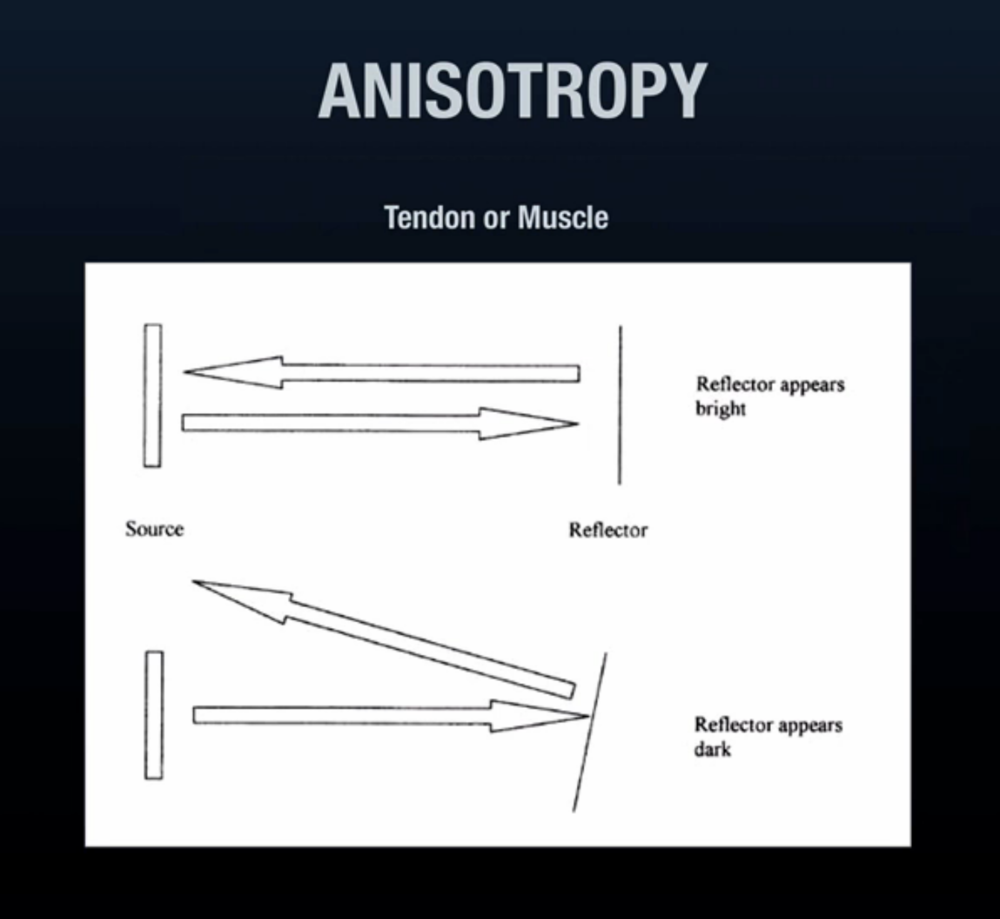 ANISOTROPY
Tendon or Muscle
Reflector appears
bright
Source
Reflector
Reflector appears
dark